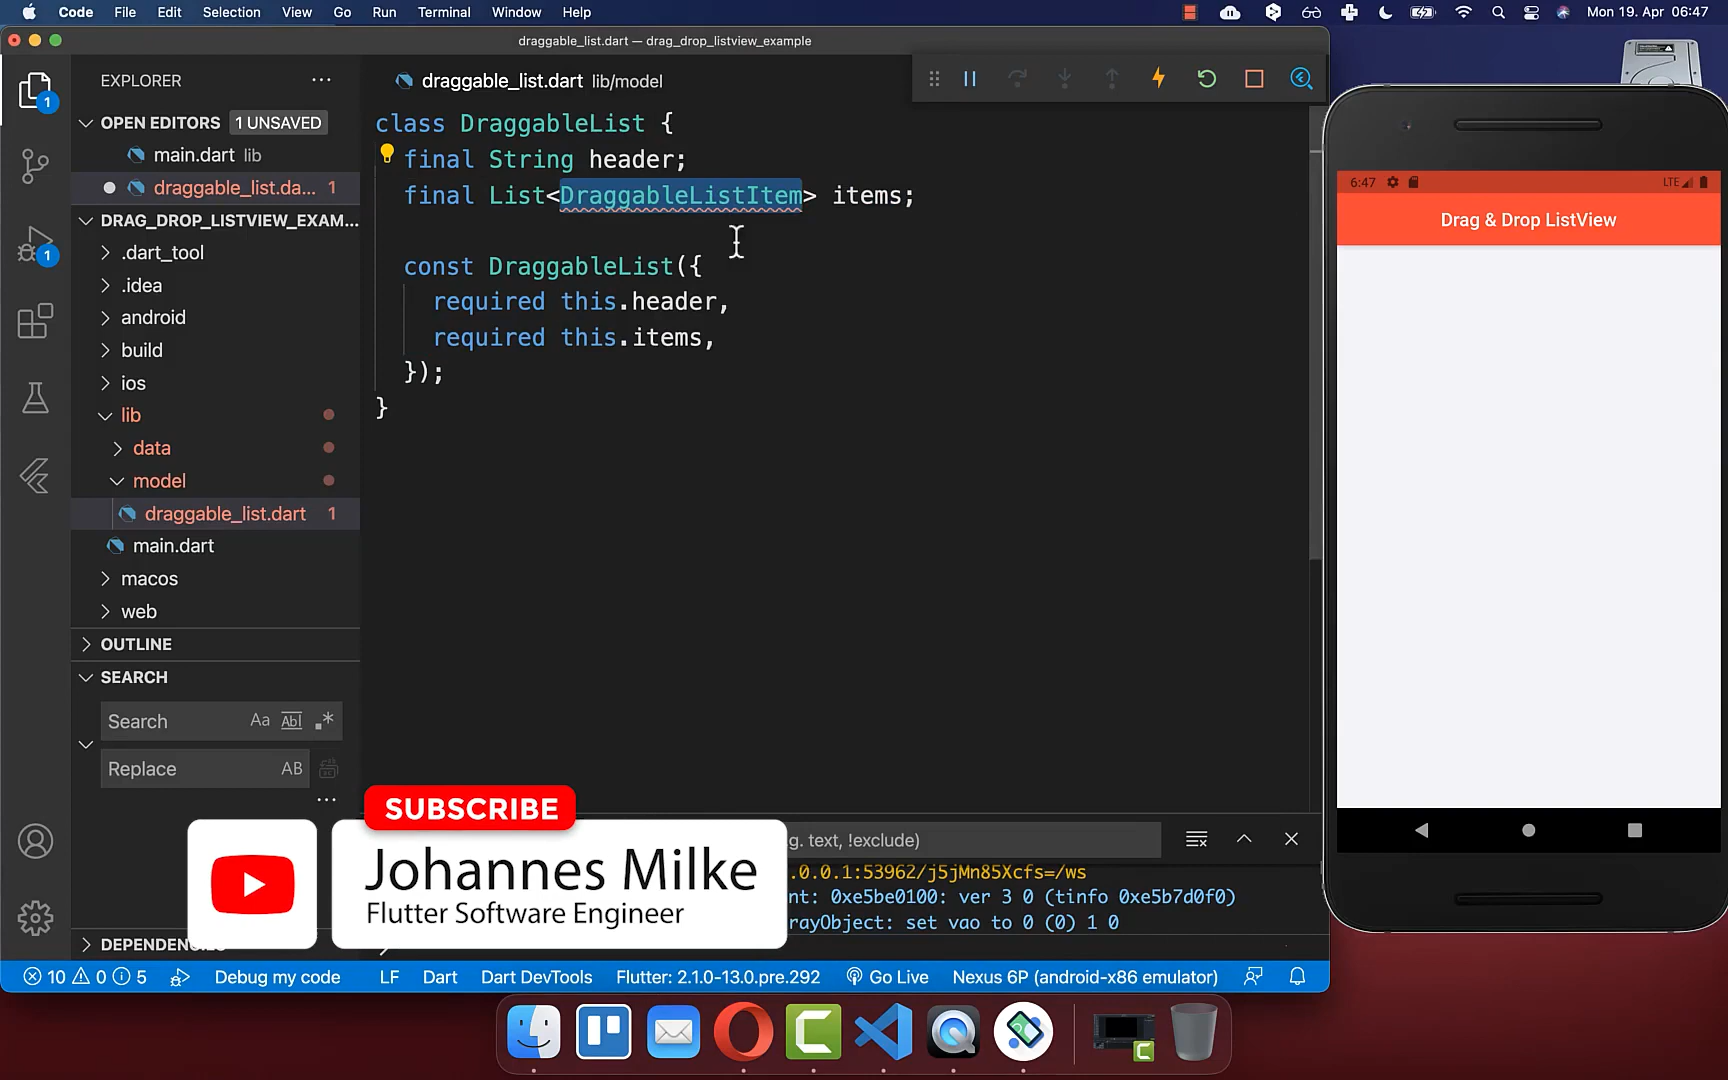 Code File Edit Selection View Go Run Terminal Window Help
Mon 19. Apr 06:47
draggable_list.dart — drag_drop_listview_example
EXPLORER
OPEN EDITORS 1 UNSAVED
main.dart lib
draggable_list.da... 1
DRAG_DROP_LISTVIEW_EXAM...
.dart_tool
.idea
android
build
ios
lib
data
model
draggable_list.dart 1
main.dart
macos
web
OUTLINE
SEARCH
Search Aa Abl .*
Replace AB
DEPENDENCIES
1
1
draggable_list.dart lib/model
class DraggableList {
final String header;
final List<DraggableListItem> items;
const DraggableList({
required this.header,
required this.items,
});
}
g. text, !exclude)
.0.0.1:53962/j5jMn85Xcfs=/ws
nt: 0xe5be0100: ver 3 0 (tinfo 0xe5b7d0f0)
rayObject: set vao to 0 (0) 1 0
SUBSCRIBE
Johannes Milke
Flutter Software Engineer
10 0 5 Debug my code LF Dart Dart DevTools Flutter: 2.1.0-13.0.pre.292 Go Live Nexus 6P (android-x86 emulator)
6:47 LTE
Drag & Drop ListView